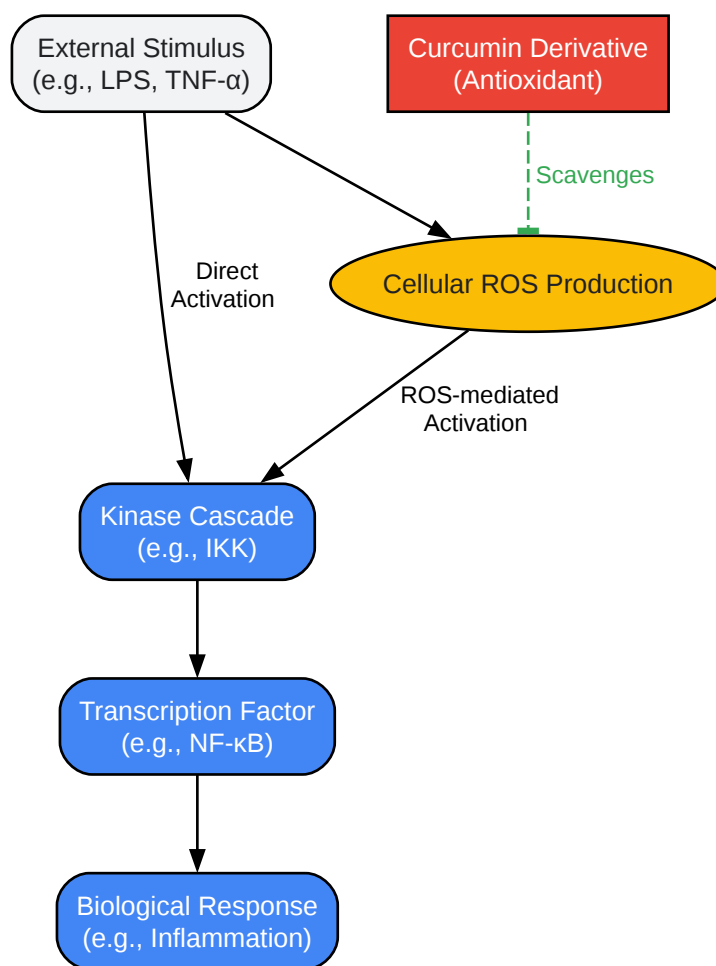 External Stimulus
(e.g., LPS, TNF-α)
Curcumin Derivative
(Antioxidant)
Scavenges
Direct
Activation
Cellular ROS Production
ROS-mediated
Activation
Kinase Cascade
(e.g., IKK)
Transcription Factor
(e.g., NF-κB)
Biological Response
(e.g., Inflammation)